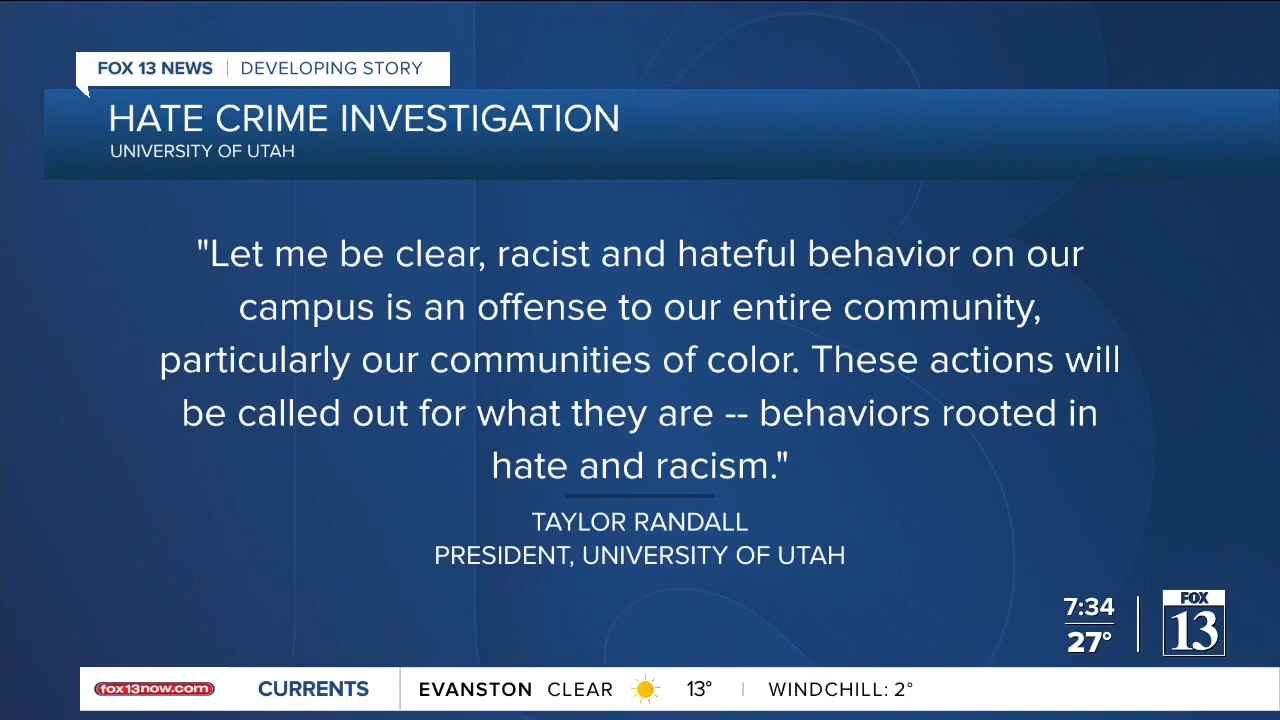 FOX 13 NEWS | DEVELOPING STORY
HATE CRIME INVESTIGATION
UNIVERSITY OF UTAH
"Let me be clear, racist and hateful behavior on our
campus is an offense to our entire community,
particularly our communities of color. These actions will
be called out for what they are -- behaviors rooted in
hate and racism."
TAYLOR RANDALL
PRESIDENT, UNIVERSITY OF UTAH
7:34
27°
FOX
13
fox13now.com CURRENTS EVANSTON CLEAR 13° | WINDCHILL: 2°